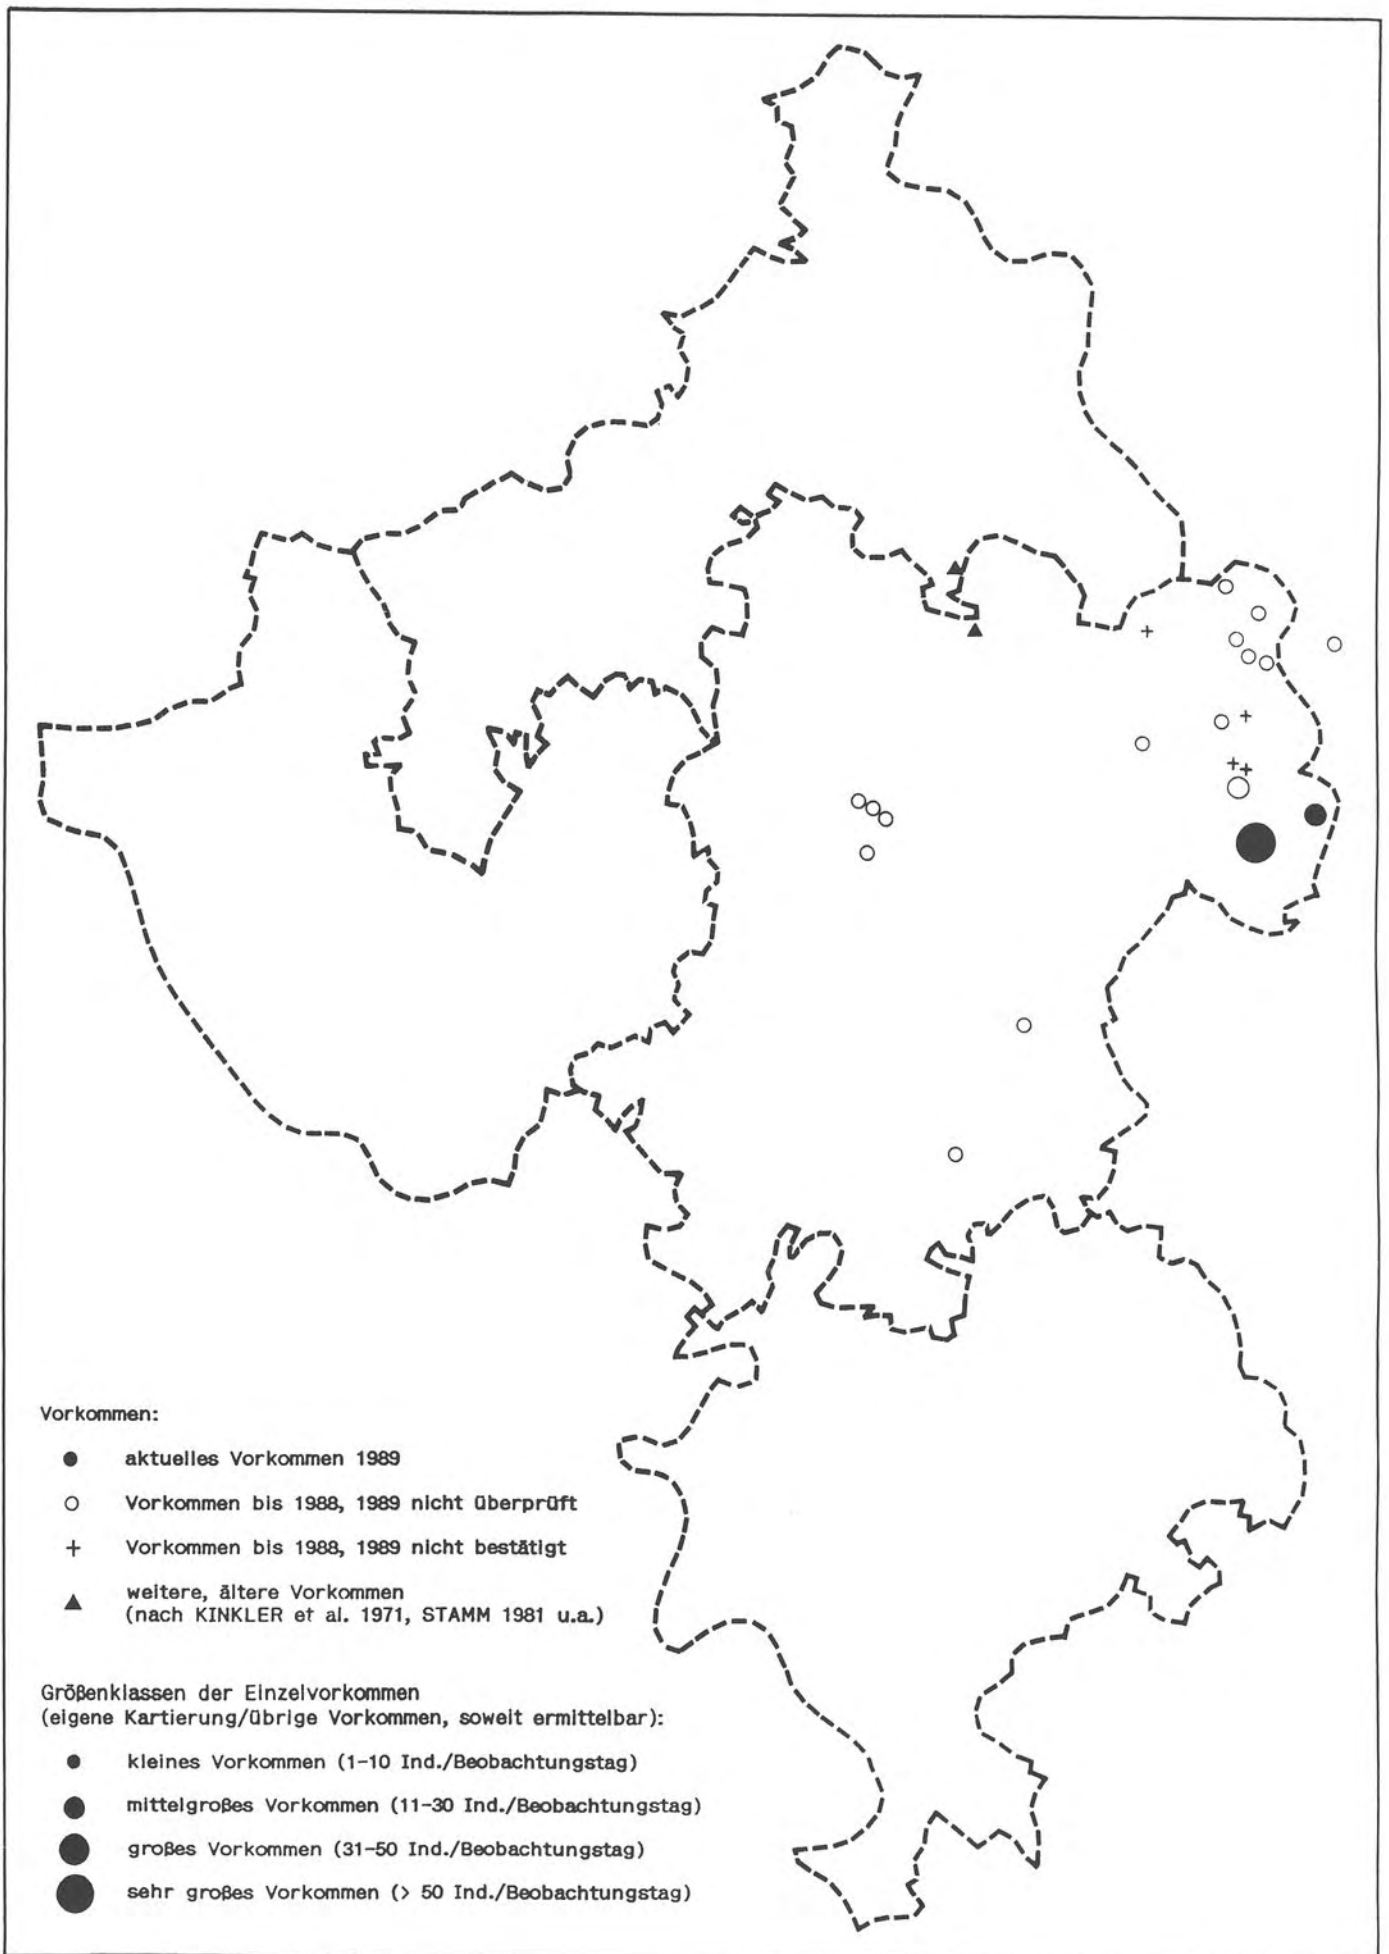 Vorkommen:
aktuelles Vorkommen 1989
Vorkommen bis 1988, 1989 nicht überprüft
Vorkommen bis 1988, 1989 nicht bestätigt
weitere, ältere Vorkommen
(nach KINKLER et al. 1971, STAMM 1981 u.a.)
Größenklassen der Einzelvorkommen
(eigene Kartierung/übrige Vorkommen, soweit ermittelbar):
kleines Vorkommen (1-10 Ind./Beobachtungstag)
mittelgroßes Vorkommen (11-30 Ind./Beobachtungstag)
großes Vorkommen (31-50 Ind./Beobachtungstag)
sehr großes Vorkommen (> 50 Ind./Beobachtungstag)